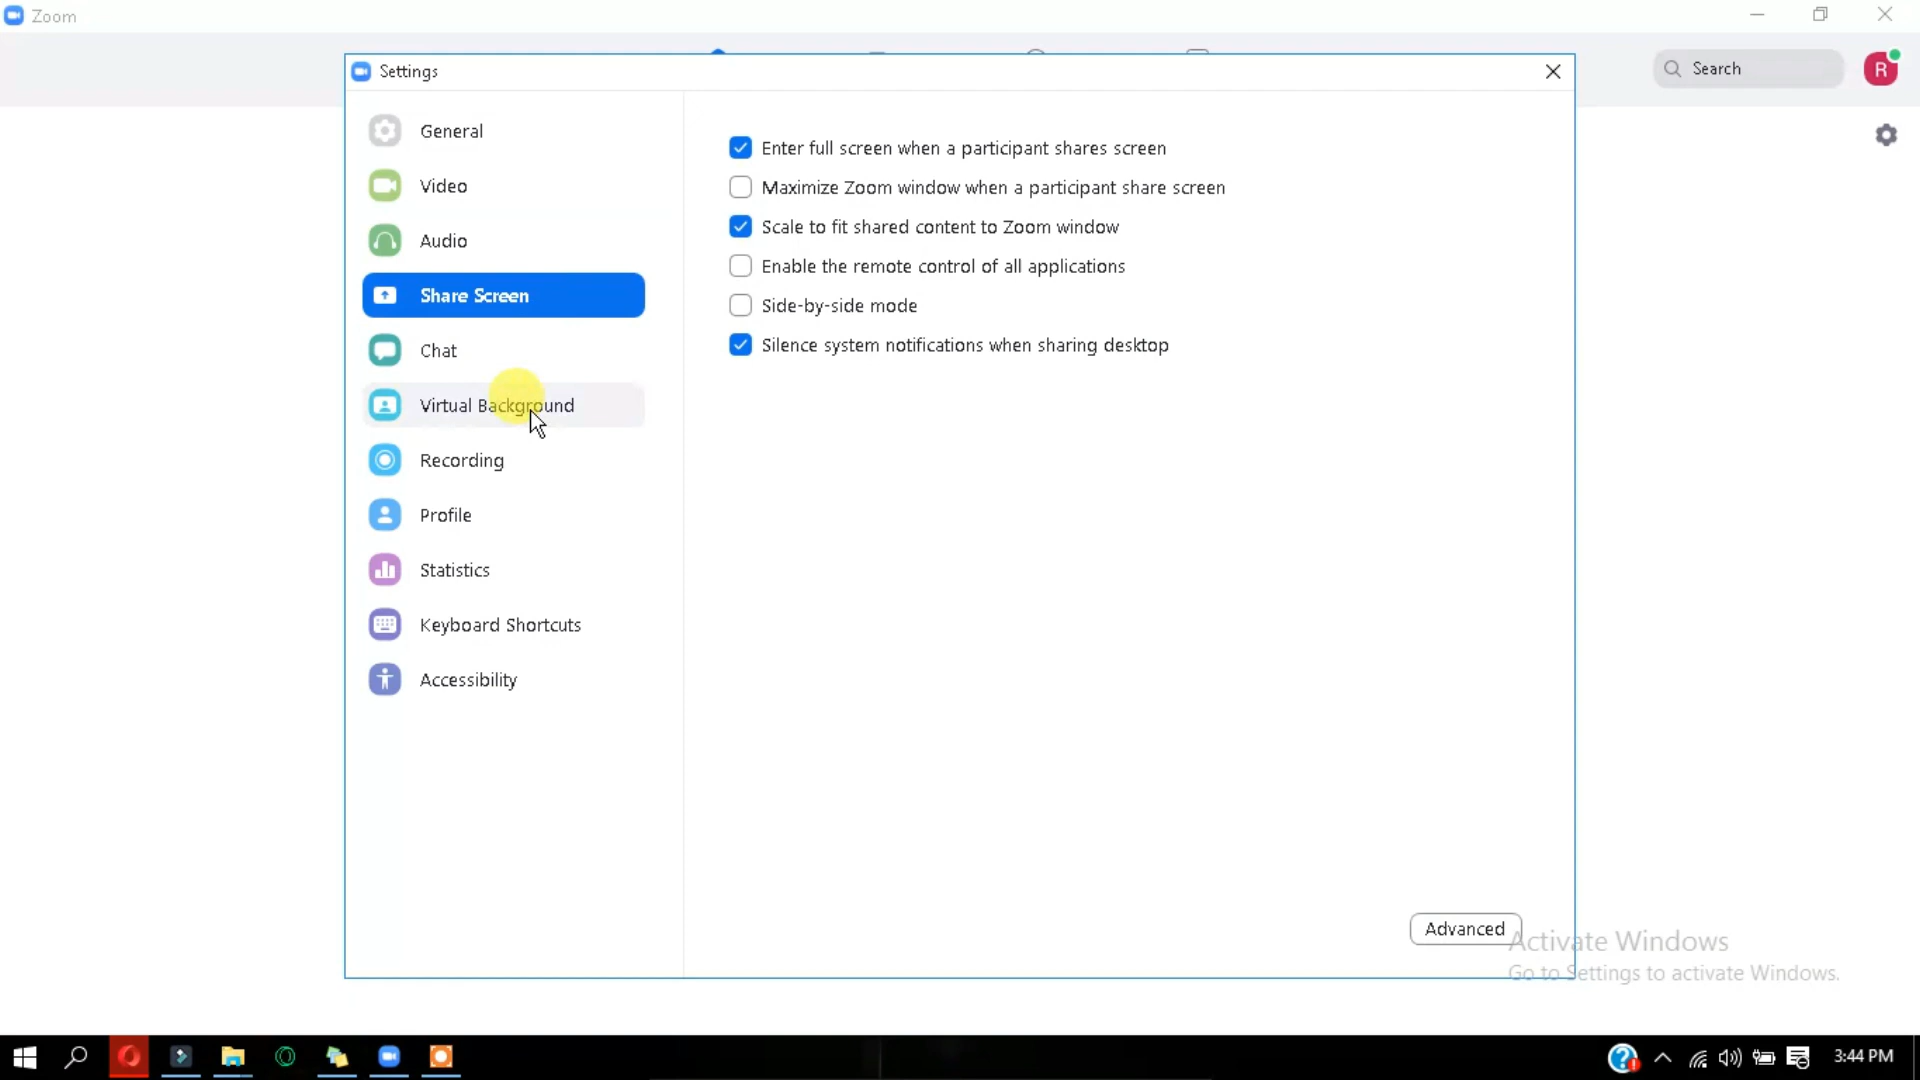 Zoom
Search
R
Settings
General
Video
Audio
Share Screen
Chat
Virtual Background
Recording
Profile
Statistics
Keyboard Shortcuts
Accessibility
Enter full screen when a participant shares screen
Maximize Zoom window when a participant share screen
Scale to fit shared content to Zoom window
Enable the remote control of all applications
Side-by-side mode
Silence system notifications when sharing desktop
Advanced
Activate Windows
Go to Settings to activate Windows.
3:44 PM